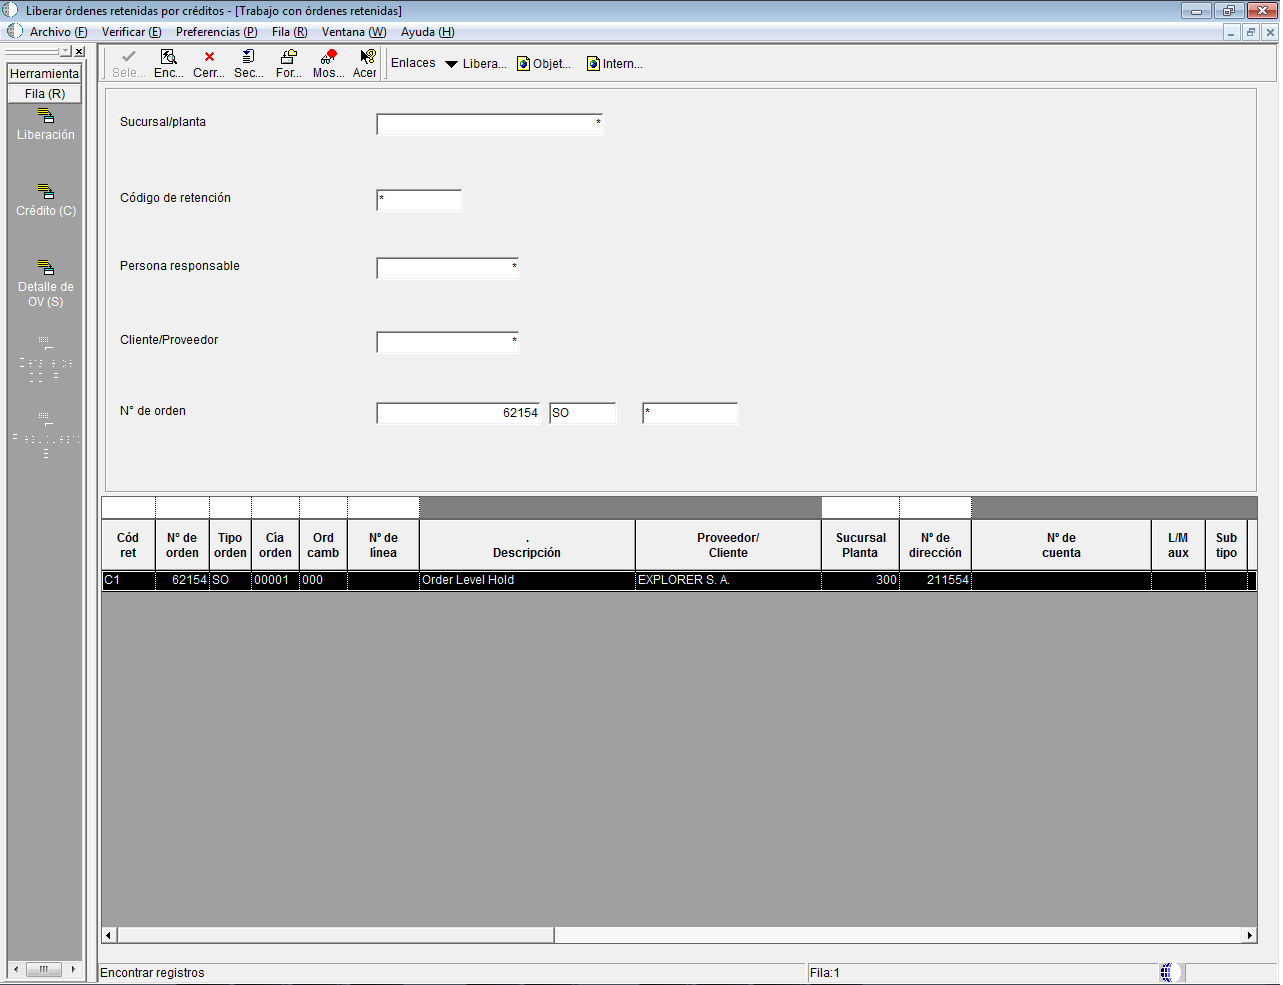 Liberar órdenes retenidas por créditos - [Trabajo con órdenes retenidas]
Archivo (F) Verificar (E) Preferencias (P) Fila (R) Ventana (W) Ayuda (H)
Sele... Enc... Cerr... Sec... For... Mos... Acer Enlaces Libera... Objet... Intern...
Herramienta
Fila (R)
Liberación
Crédito (C)
Detalle de
OV (S)
Sucursal/planta *
Código de retención *
Persona responsable *
Cliente/Proveedor *
N° de orden 62154 SO *
Cód ret
Nº de orden
Tipo orden
Cía orden
Ord camb
Nº de línea
. Descripción
Proveedor/ Cliente
Sucursal Planta
Nº de dirección
Nº de cuenta
L/M aux
Sub tipo
C1 62154 SO 00001 000 Order Level Hold EXPLORER S. A. 300 211554
Encontrar registros Fila:1